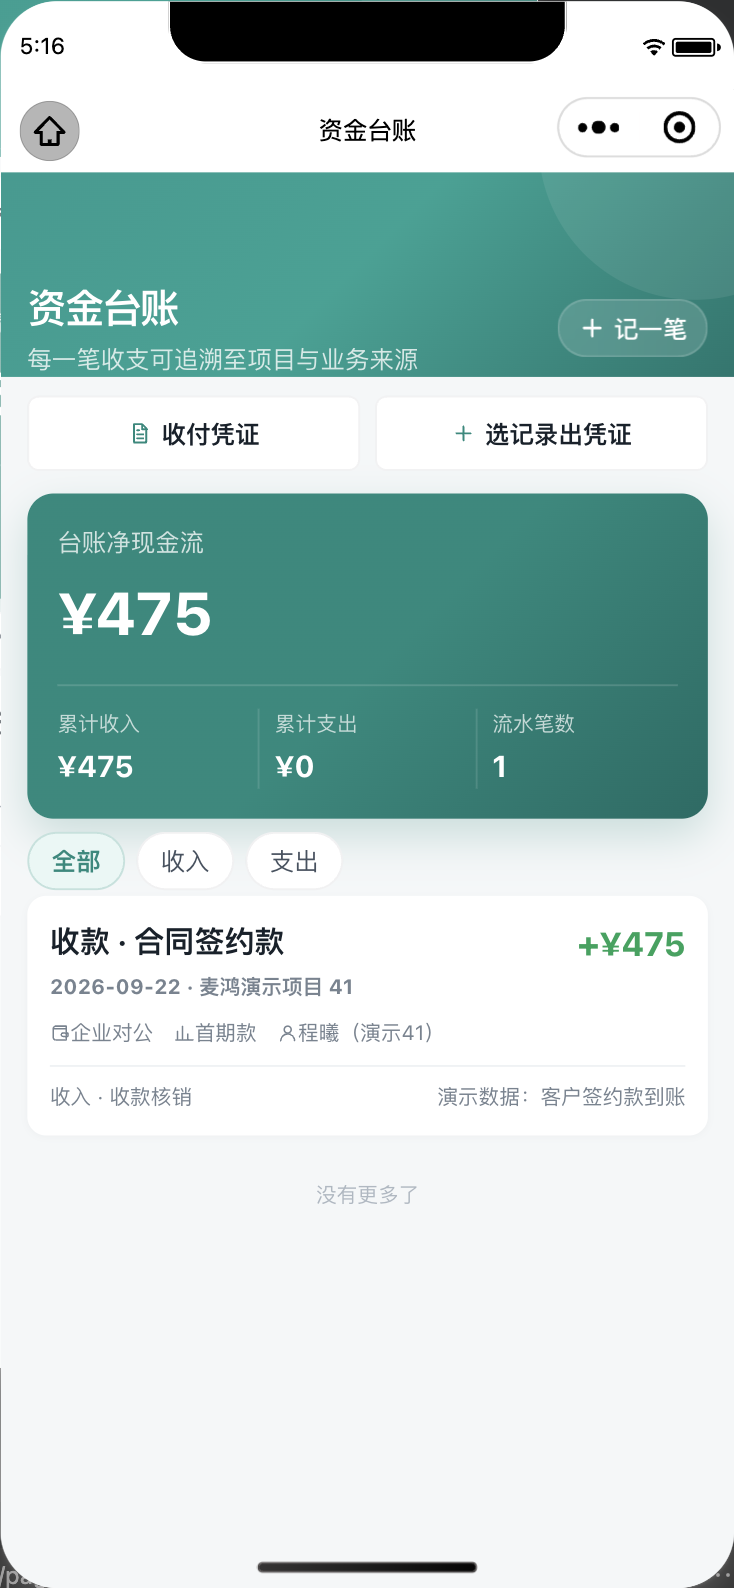 5:16
资金台账
资金台账
每一笔收支可追溯至项目与业务来源
+ 记一笔
收付凭证
+ 选记录出凭证
台账净现金流
¥475
累计收入 累计支出 流水笔数
¥475 ¥0 1
全部 收入 支出
收款 · 合同签约款 +¥475
2026-09-22 · 麦鸿演示项目 41
企业对公 首期款 程曦（演示41）
收入 · 收款核销 演示数据：客户签约款到账
没有更多了
/pa